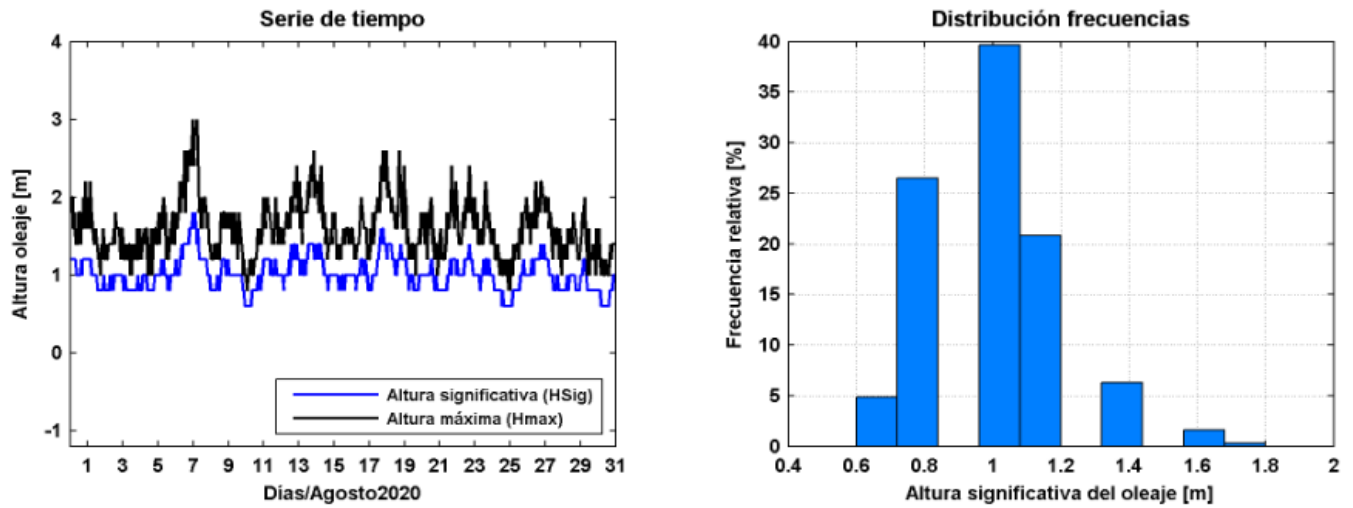 Serie de tiempo
Altura oleaje [m]
4
3
2
1
0
-1
Altura significativa (HSig)
Altura máxima (Hmax)
1 3 5 7 9 11 13 15 17 19 21 23 25 27 29 31
Días/Agosto2020
Distribución frecuencias
Frecuencia relativa [%]
40
35
30
25
20
15
10
5
0
0.4 0.6 0.8 1 1.2 1.4 1.6 1.8 2
Altura significativa del oleaje [m]